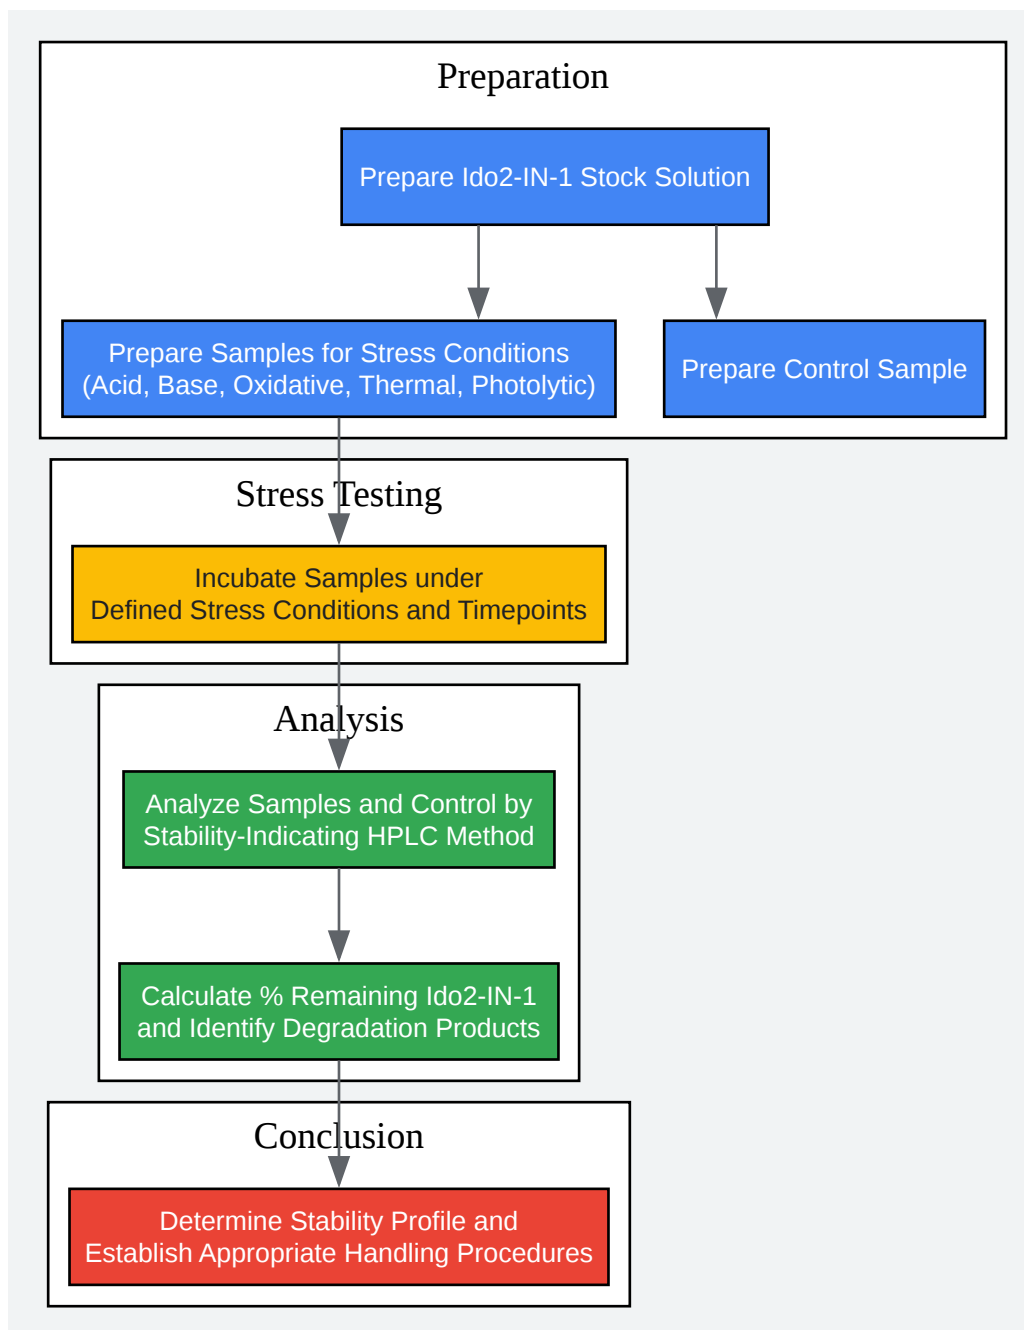 Preparation
Prepare Ido2-IN-1 Stock Solution
Prepare Samples for Stress Conditions
(Acid, Base, Oxidative, Thermal, Photolytic)
Prepare Control Sample
Stress Testing
Incubate Samples under
Defined Stress Conditions and Timepoints
Analysis
Analyze Samples and Control by
Stability-Indicating HPLC Method
Calculate % Remaining Ido2-IN-1
and Identify Degradation Products
Conclusion
Determine Stability Profile and
Establish Appropriate Handling Procedures